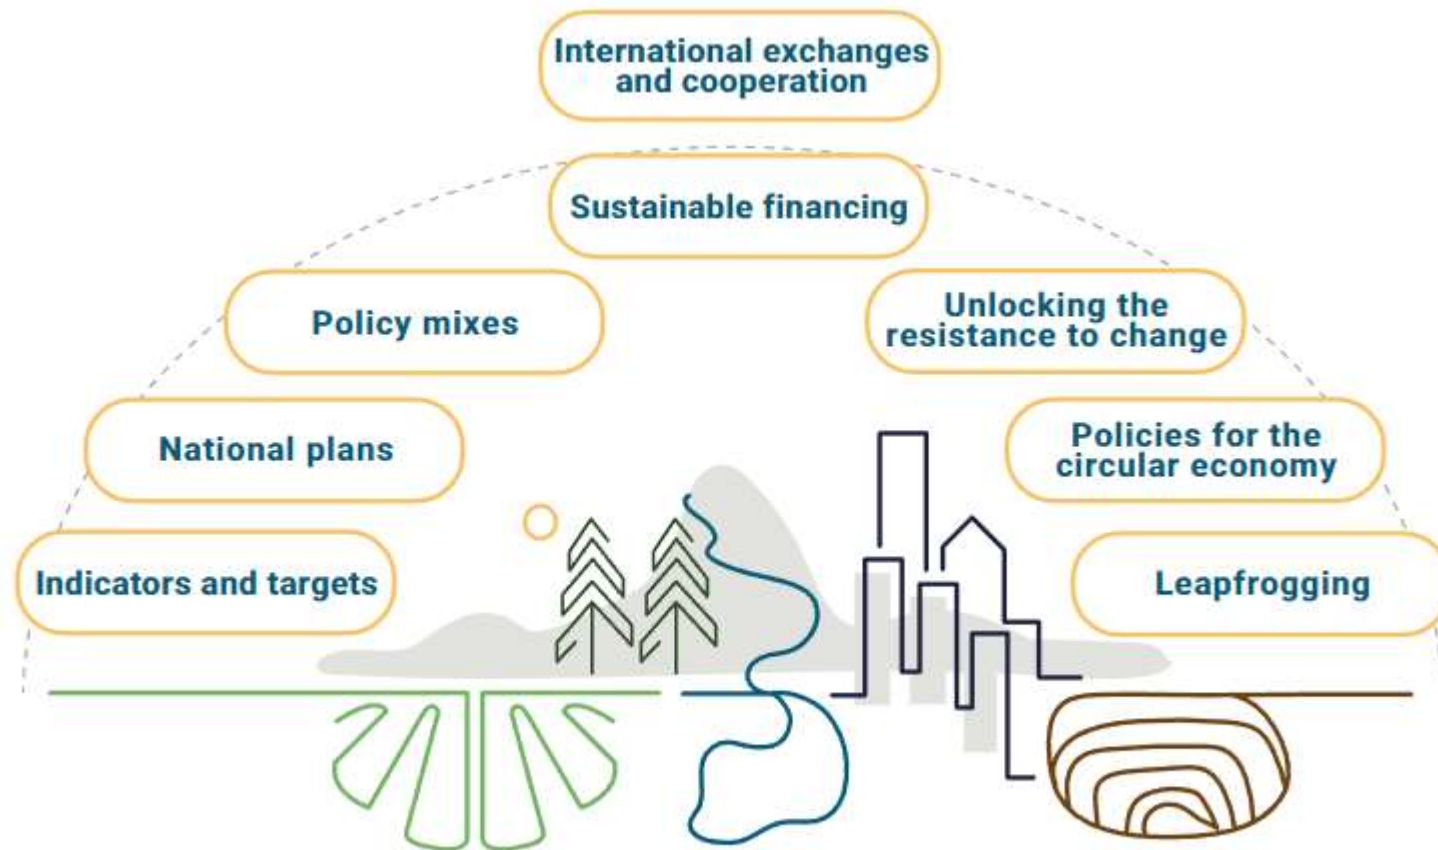 International exchanges
and cooperation
Sustainable financing
Policy mixes
Unlocking the
resistance to change
National plans
Policies for the
circular economy
Indicators and targets
Leapfrogging